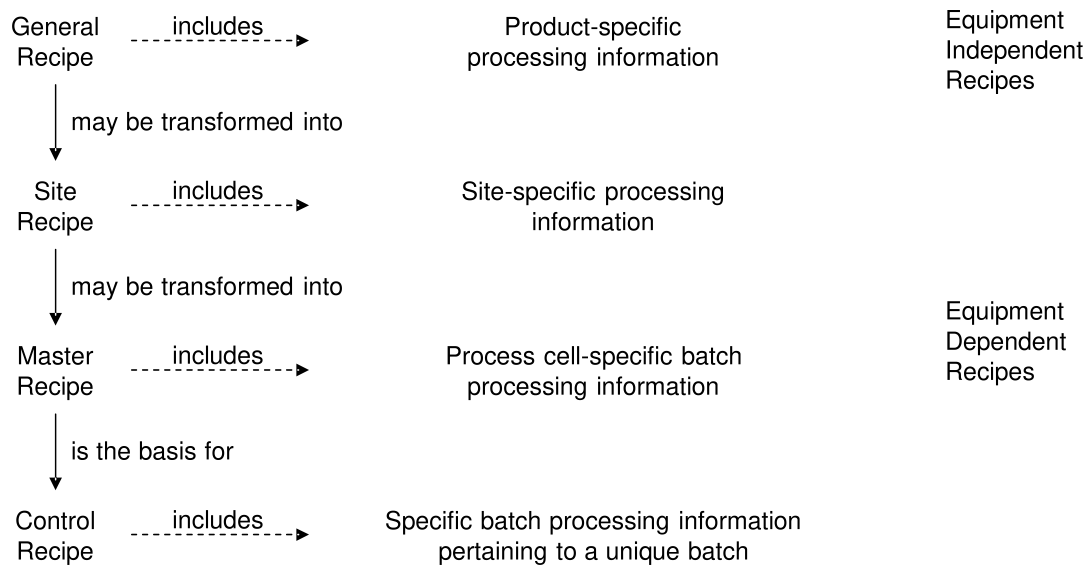 General
Recipe
includes
Product-specific
processing information
Equipment
Independent
Recipes
may be transformed into
Site
Recipe
includes
Site-specific processing
information
may be transformed into
Master
Recipe
includes
Process cell-specific batch
processing information
Equipment
Dependent
Recipes
is the basis for
Control
Recipe
includes
Specific batch processing information
pertaining to a unique batch